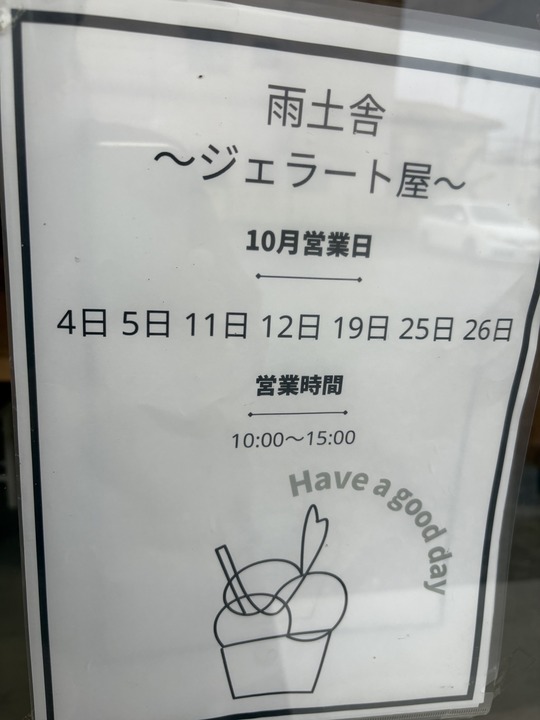 雨土舎
〜ジェラート屋〜
10月営業日
4日 5日 11日 12日 19日 25日 26日
営業時間
10:00〜15:00
Have a good day